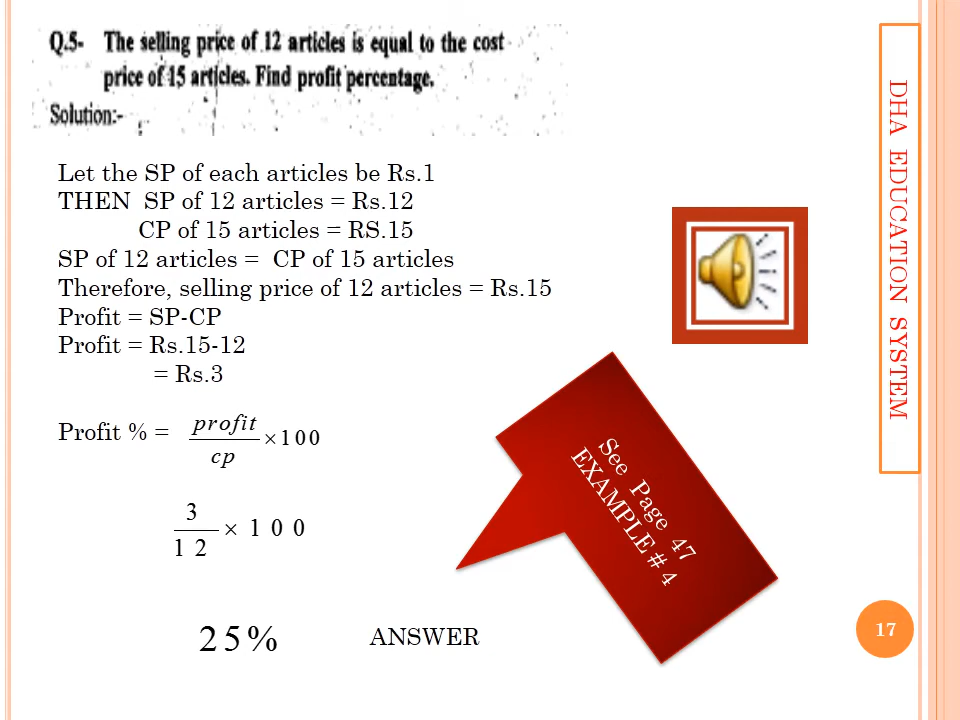 Q.5- The selling price of 12 articles is equal to the cost
price of 15 articles. Find profit percentage.
Solution:-
Let the SP of each articles be Rs.1
THEN SP of 12 articles = Rs.12
CP of 15 articles = RS.15
SP of 12 articles = CP of 15 articles
Therefore, selling price of 12 articles = Rs.15
Profit = SP-CP
Profit = Rs.15-12
= Rs.3
Profit % = profit/cp ×100
3/12 × 100
25% ANSWER
See Page 47
EXAMPLE # 4
DHA EDUCATION SYSTEM
17